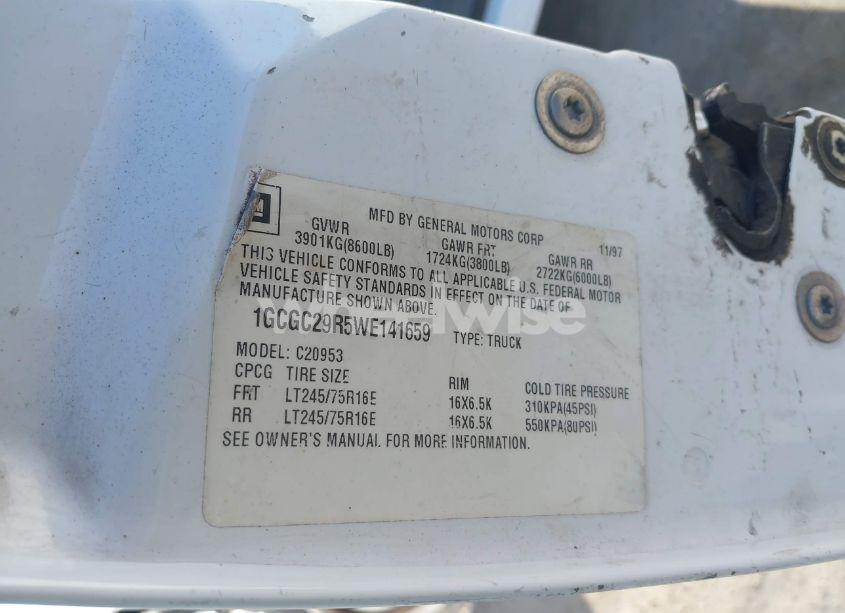 MFD BY GENERAL MOTORS CORP 11/97
GVWR GAWR FRT GAWR RR
3901KG(8600LB) 1724KG(3800LB) 2722KG(6000LB)
THIS VEHICLE CONFORMS TO ALL APPLICABLE U.S. FEDERAL MOTOR
VEHICLE SAFETY STANDARDS IN EFFECT ON THE DATE OF
MANUFACTURE SHOWN ABOVE.
1GCGC29R5WE141659 TYPE: TRUCK
MODEL: C20953
CPCG TIRE SIZE RIM COLD TIRE PRESSURE
FRT LT245/75R16E 16X6.5K 310KPA(45PSI)
RR LT245/75R16E 16X6.5K 550KPA(80PSI)
SEE OWNER'S MANUAL FOR MORE INFORMATION.